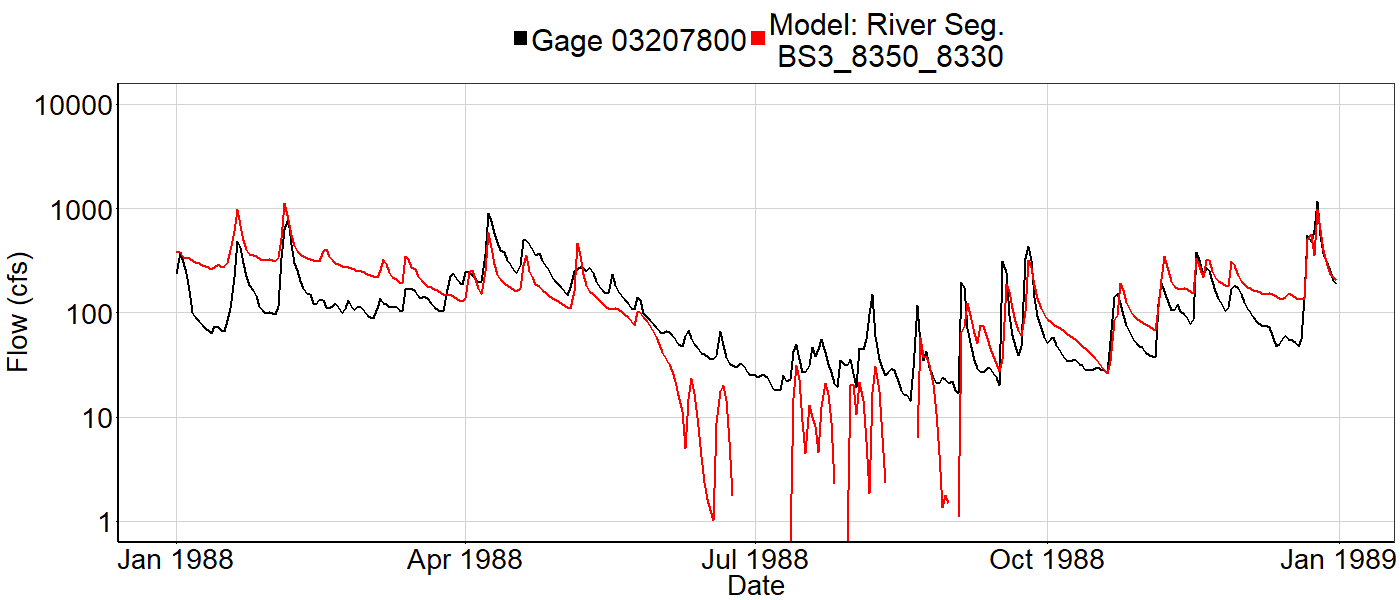 Gage 03207800
Model: River Seg.
BS3_8350_8330
Flow (cfs)
10000
1000
100
10
1
Jan 1988
Apr 1988
Jul 1988
Oct 1988
Jan 1989
Date